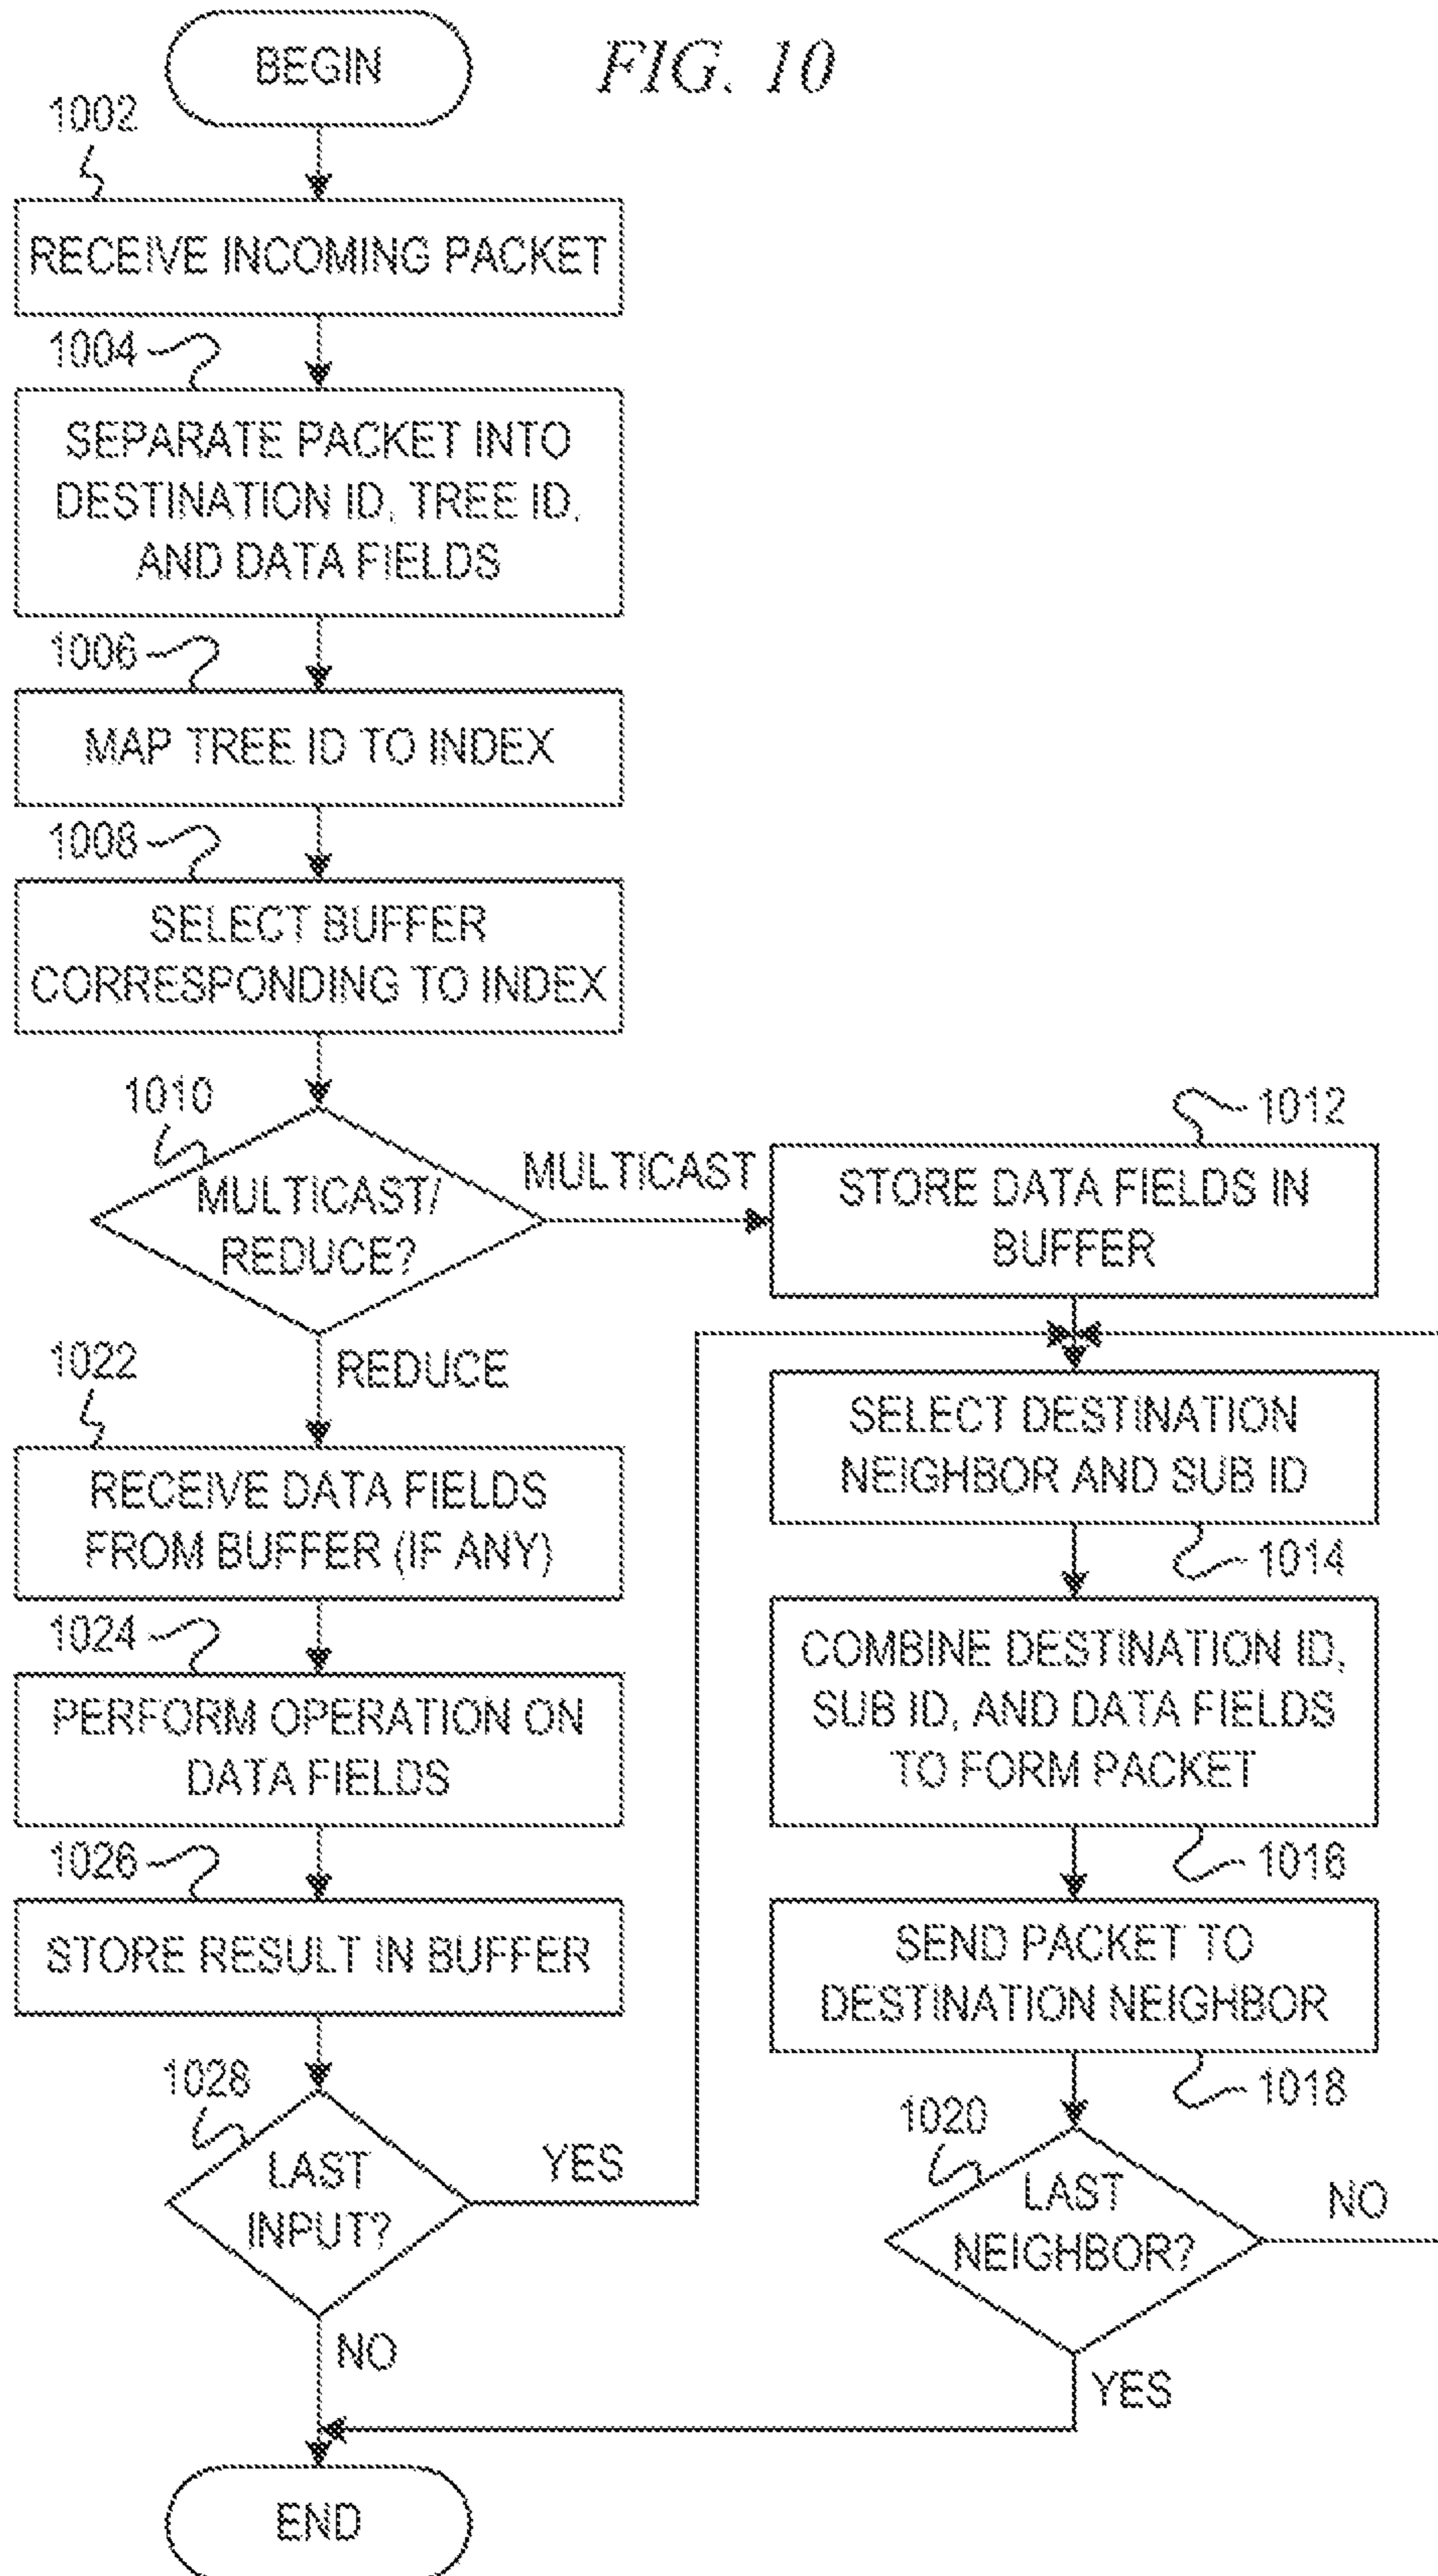 BEGIN
FIG. 10
1002
RECEIVE INCOMING PACKET
1004
SEPARATE PACKET INTO
DESTINATION ID, TREE ID,
AND DATA FIELDS
1006
MAP TREE ID TO INDEX
1008
SELECT BUFFER
CORRESPONDING TO INDEX
1010
MULTICAST/
REDUCE?
MULTICAST
1012
STORE DATA FIELDS IN
BUFFER
REDUCE
1022
RECEIVE DATA FIELDS
FROM BUFFER (IF ANY)
1024
PERFORM OPERATION ON
DATA FIELDS
1026
STORE RESULT IN BUFFER
1028
LAST
INPUT?
YES
NO
SELECT DESTINATION
NEIGHBOR AND SUB ID
1014
COMBINE DESTINATION ID,
SUB ID, AND DATA FIELDS
TO FORM PACKET
1016
SEND PACKET TO
DESTINATION NEIGHBOR
1018
1020
LAST
NEIGHBOR?
NO
YES
END